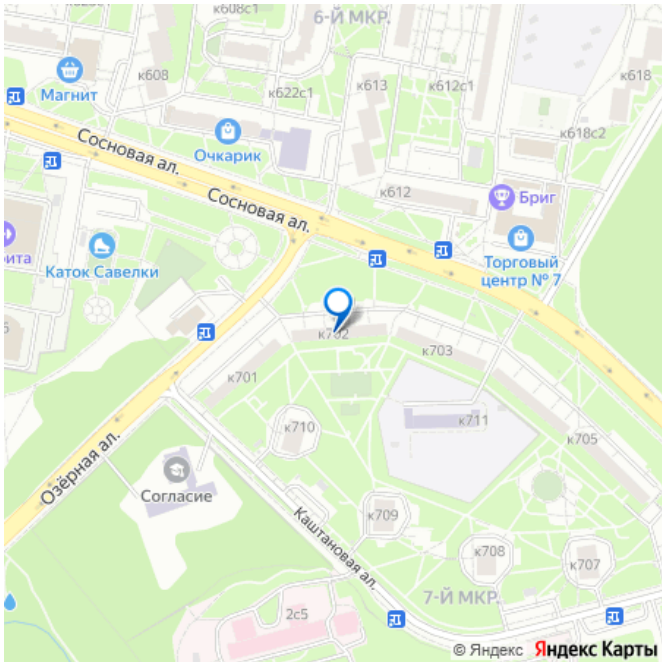 к608с1
6-Й МКР.
к608
Магнит
к622с1
к613
к612с1
к618
Очкарик
к618с2
Сосновая ал.
Сосновая ал.
к612
Бриг
Каток Савелки
Торговый
центр № 7
к702
к703
к701
к711
к710
к705
Озёрная ал.
Согласие
к709
Каштановая ал.
к708
к707
7-Й МКР.
2с5
© Яндекс Яндекс Карты